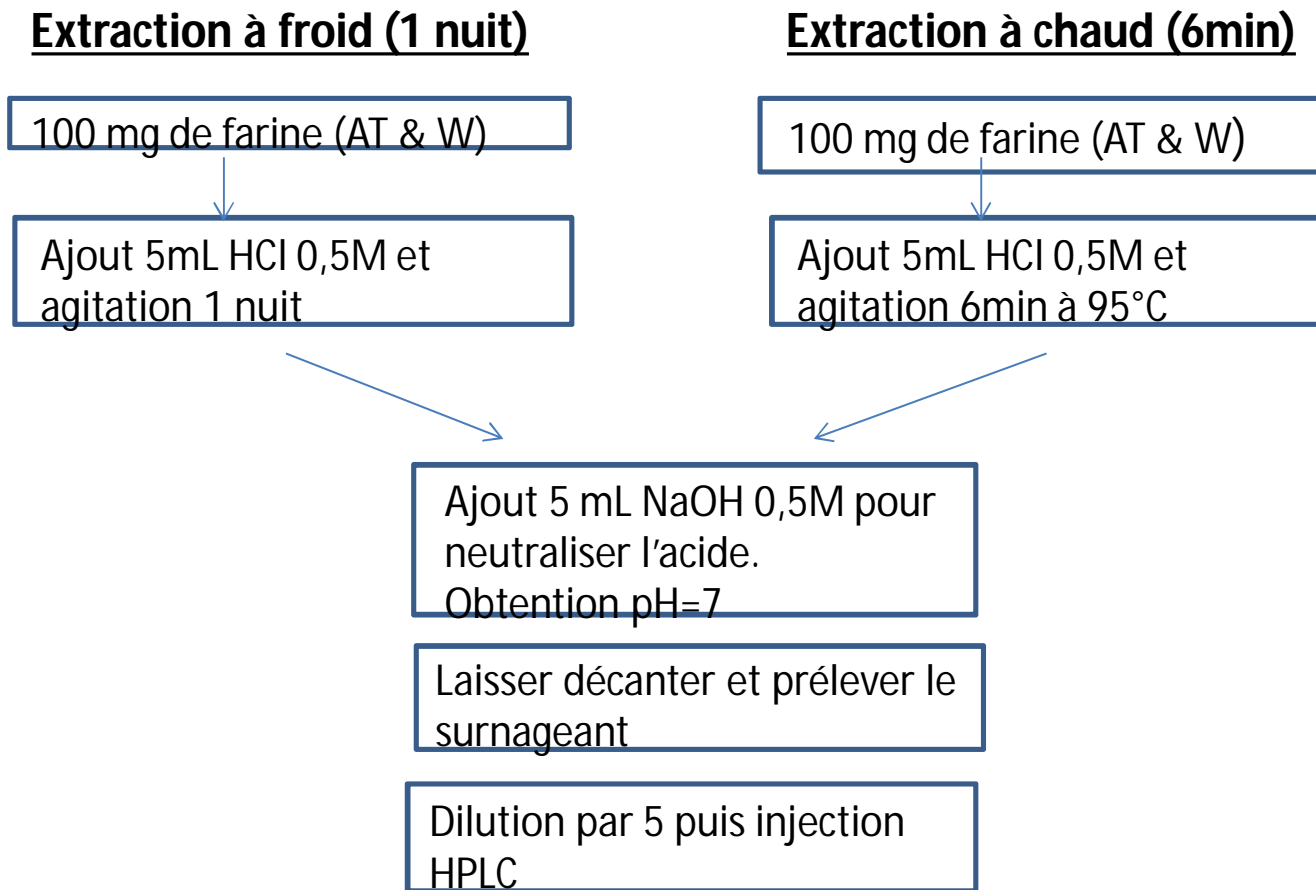 Extraction à froid (1 nuit)
100 mg de farine (AT & W)
Ajout 5mL HCl 0,5M et
agitation 1 nuit
Extraction à chaud (6min)
100 mg de farine (AT & W)
Ajout 5mL HCl 0,5M et
agitation 6min à 95°C
Ajout 5 mL NaOH 0,5M pour
neutraliser l’acide.
Obtention pH=7
Laisser décanter et prélever le
surnageant
Dilution par 5 puis injection
HPLC